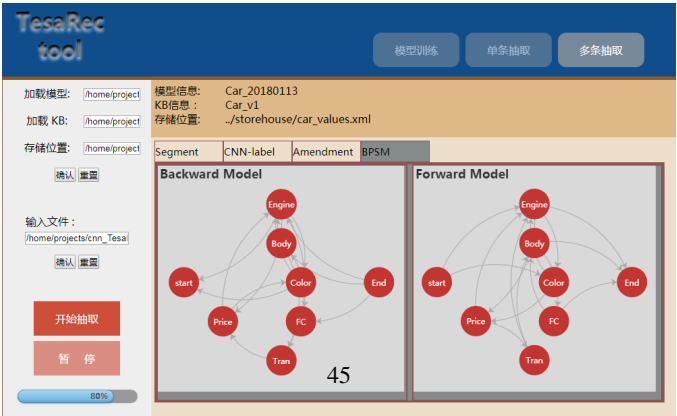 TesaRec
tool
模型训练
单条抽取
多条抽取
加载模型:
/home/project
加载 KB:
/home/project
存储位置:
/home/project
确认 重置
输入文件：
/home/projects/cnn_Tesal
确认 重置
开始抽取
暂 停
80%
模型信息: Car_20180113
KB信息： Car_v1
存储位置: ../storehouse/car_values.xml
Segment
CNN-label
Amendment
BPSM
Backward Model
Engine
Body
start
Color
End
Price
FC
Tran
45
Forward Model
Engine
Body
start
Color
End
Price
FC
Tran